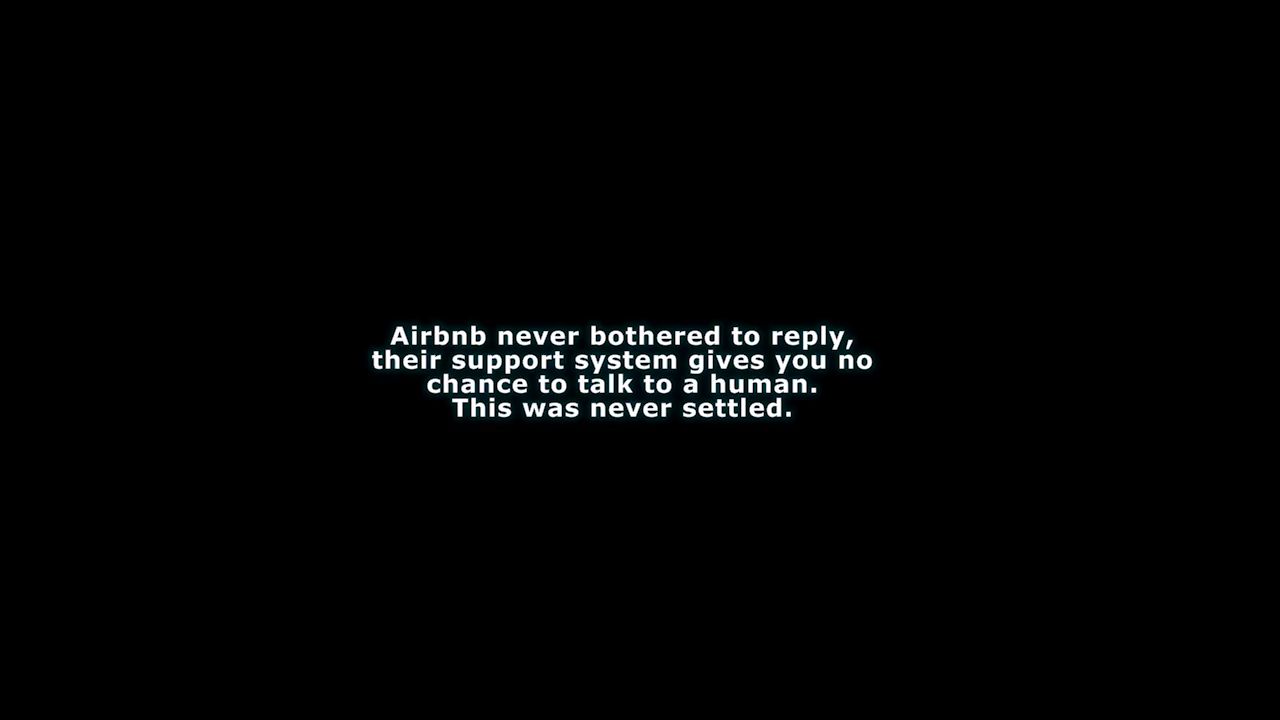 Airbnb never bothered to reply,
their support system gives you no
chance to talk to a human.
This was never settled.